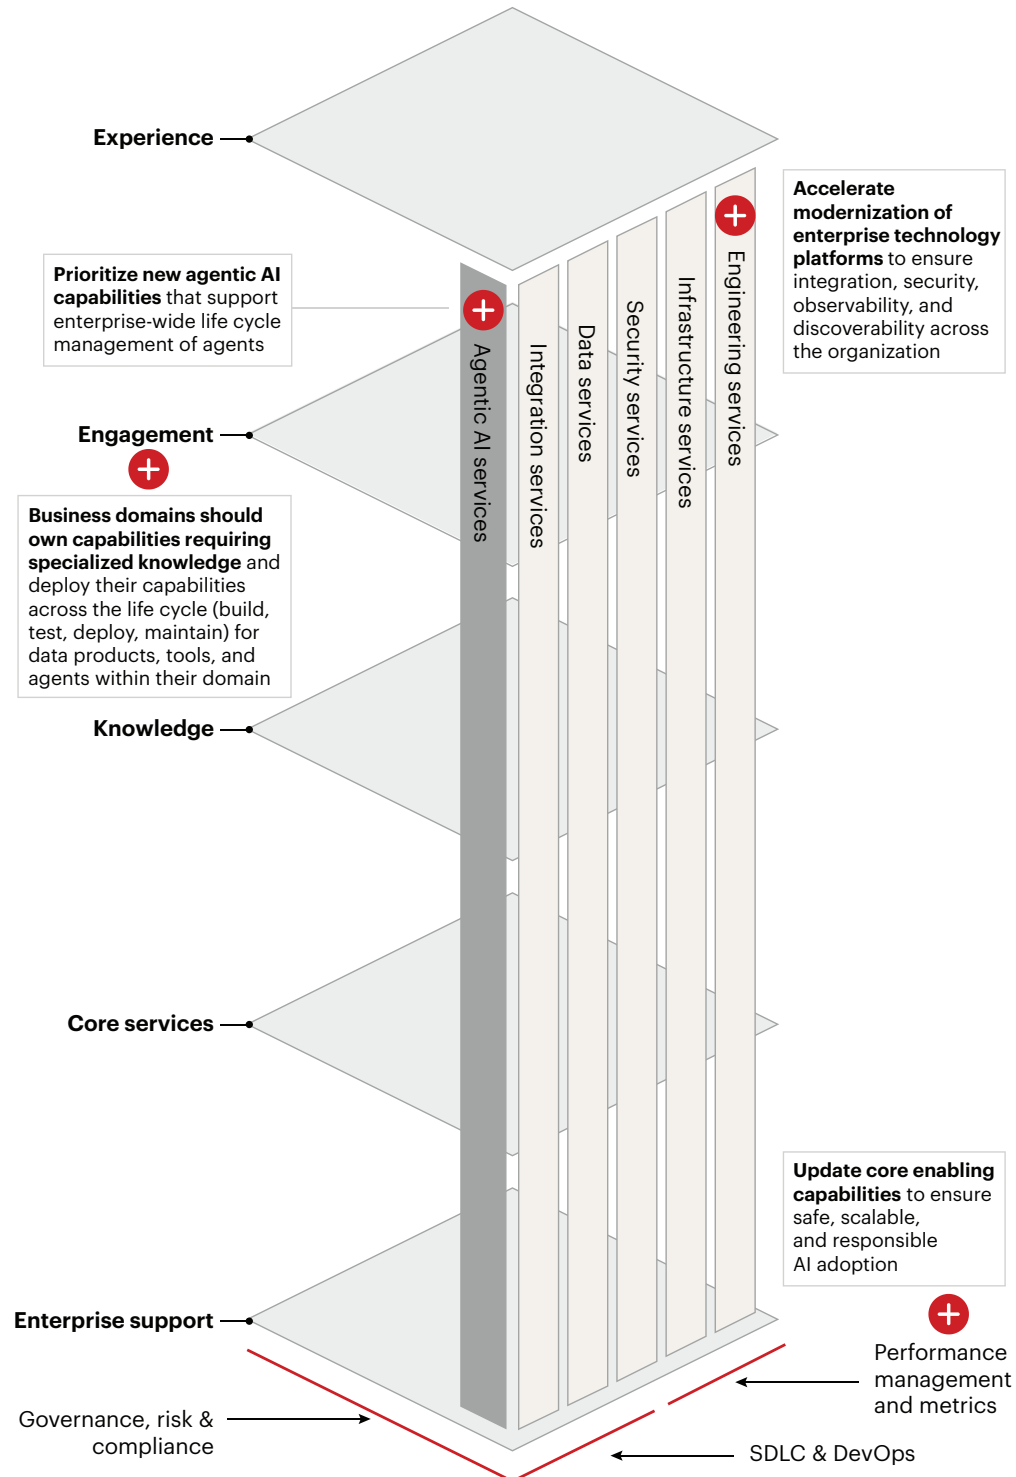 Experience
Accelerate
modernization of
enterprise technology
platforms to ensure
integration, security,
observability, and
discoverability across
the organization
Prioritize new agentic AI
capabilities that support
enterprise-wide life cycle
management of agents
Agentic AI services
Integration services
Data services
Security services
Infrastructure services
Engineering services
Engagement
Business domains should
own capabilities requiring
specialized knowledge and
deploy their capabilities
across the life cycle (build,
test, deploy, maintain) for
data products, tools, and
agents within their domain
Knowledge
Core services
Update core enabling
capabilities to ensure
safe, scalable,
and responsible
AI adoption
Enterprise support
Performance
management
and metrics
Governance, risk &
compliance
SDLC & DevOps